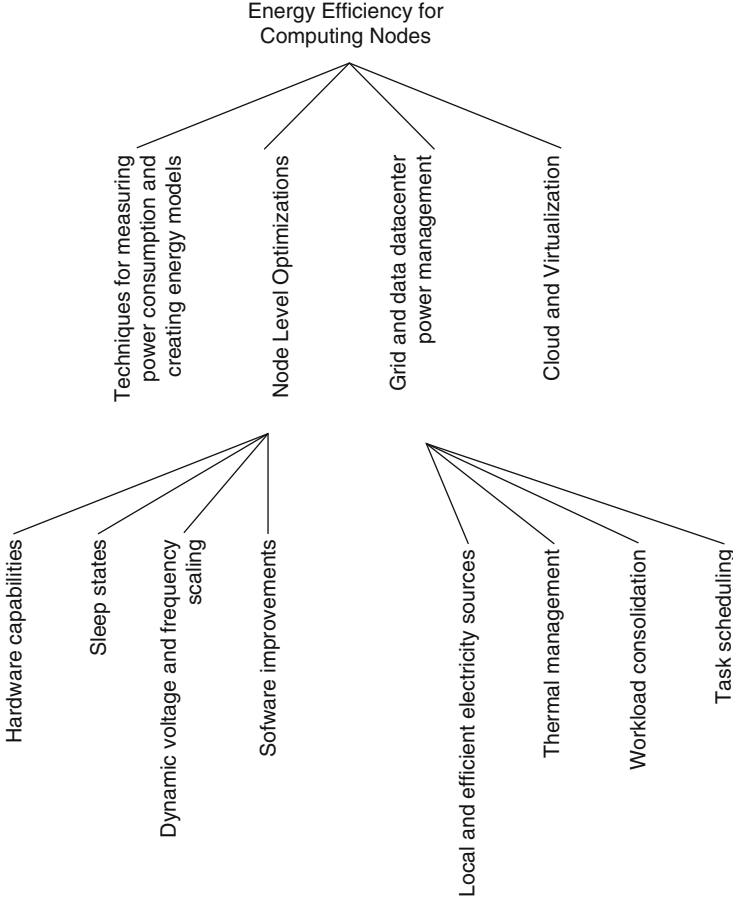 Energy Efficiency for
Computing Nodes
Techniques for measuring
power consumption and
creating energy models
Node Level Optimizations
Grid and data datacenter
power management
Cloud and Virtualization
Hardware capabilities
Sleep states
Dynamic voltage and frequency
scaling
Sofware improvements
Local and efficient electricity sources
Thermal management
Workload consolidation
Task scheduling